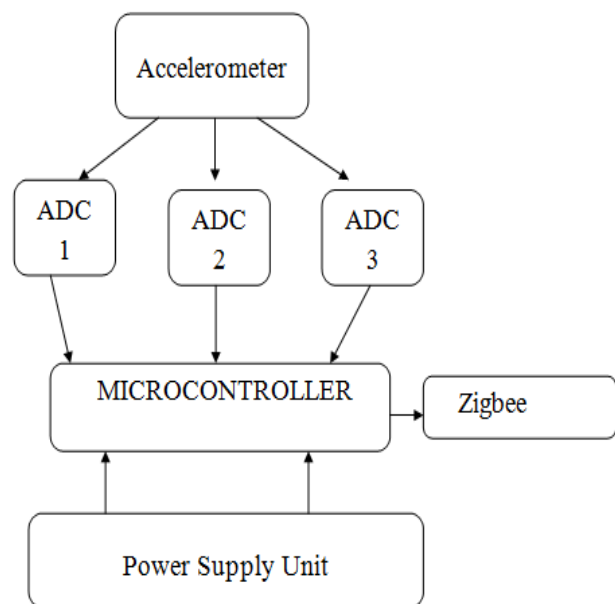 Accelerometer
ADC
1
ADC
2
ADC
3
MICROCONTROLLER
Zigbee
Power Supply Unit